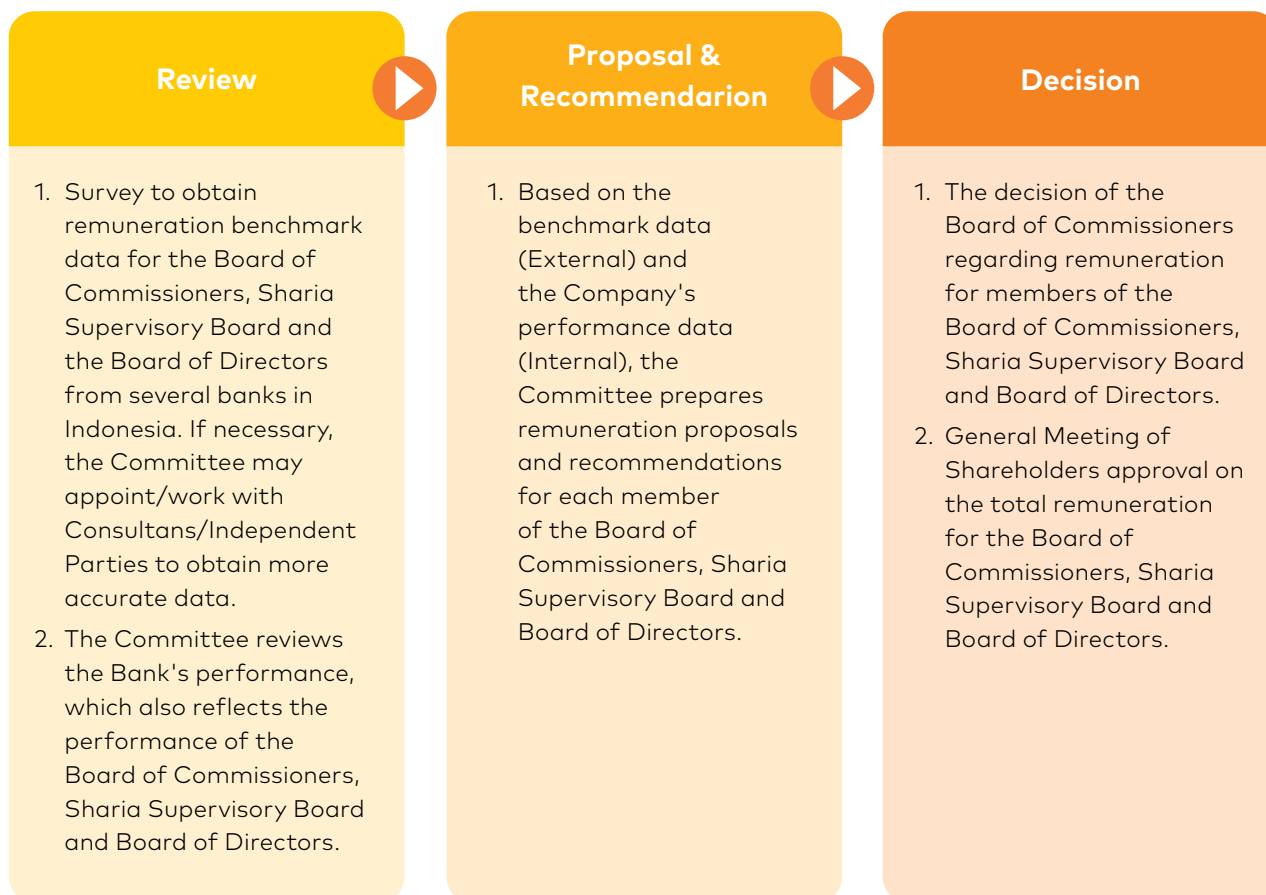 Review
1. Survey to obtain
remuneration benchmark
data for the Board of
Commissioners, Sharia
Supervisory Board and
the Board of Directors
from several banks in
Indonesia. If necessary,
the Committee may
appoint/work with
Consultans/Independent
Parties to obtain more
accurate data.
2. The Committee reviews
the Bank's performance,
which also reflects the
performance of the
Board of Commissioners,
Sharia Supervisory Board
and Board of Directors.
Proposal &
Recommendarion
1. Based on the
benchmark data
(External) and
the Company's
performance data
(Internal), the
Committee prepares
remuneration proposals
and recommendations
for each member
of the Board of
Commissioners, Sharia
Supervisory Board and
Board of Directors.
Decision
1. The decision of the
Board of Commissioners
regarding remuneration
for members of the
Board of Commissioners,
Sharia Supervisory Board
and Board of Directors.
2. General Meeting of
Shareholders approval on
the total remuneration
for the Board of
Commissioners, Sharia
Supervisory Board and
Board of Directors.